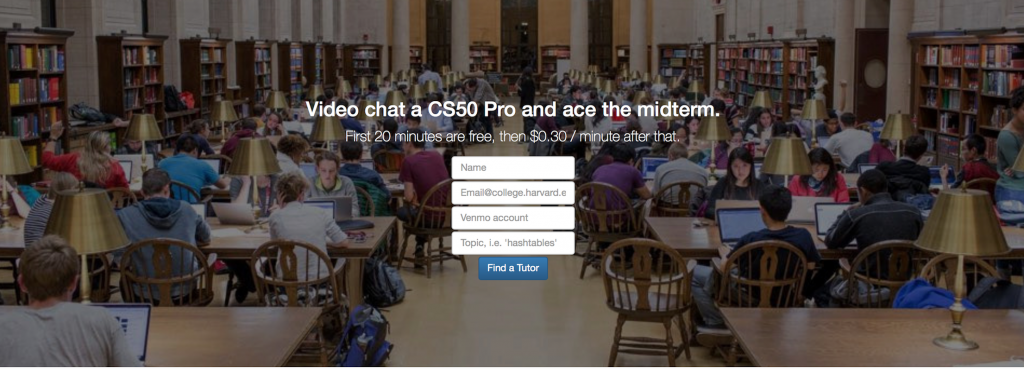 Video chat a CS50 Pro and ace the midterm.
First 20 minutes are free, then $0.30 / minute after that.
Name
Email@college.harvard.e
Venmo account
Topic, i.e. 'hashtables'
Find a Tutor